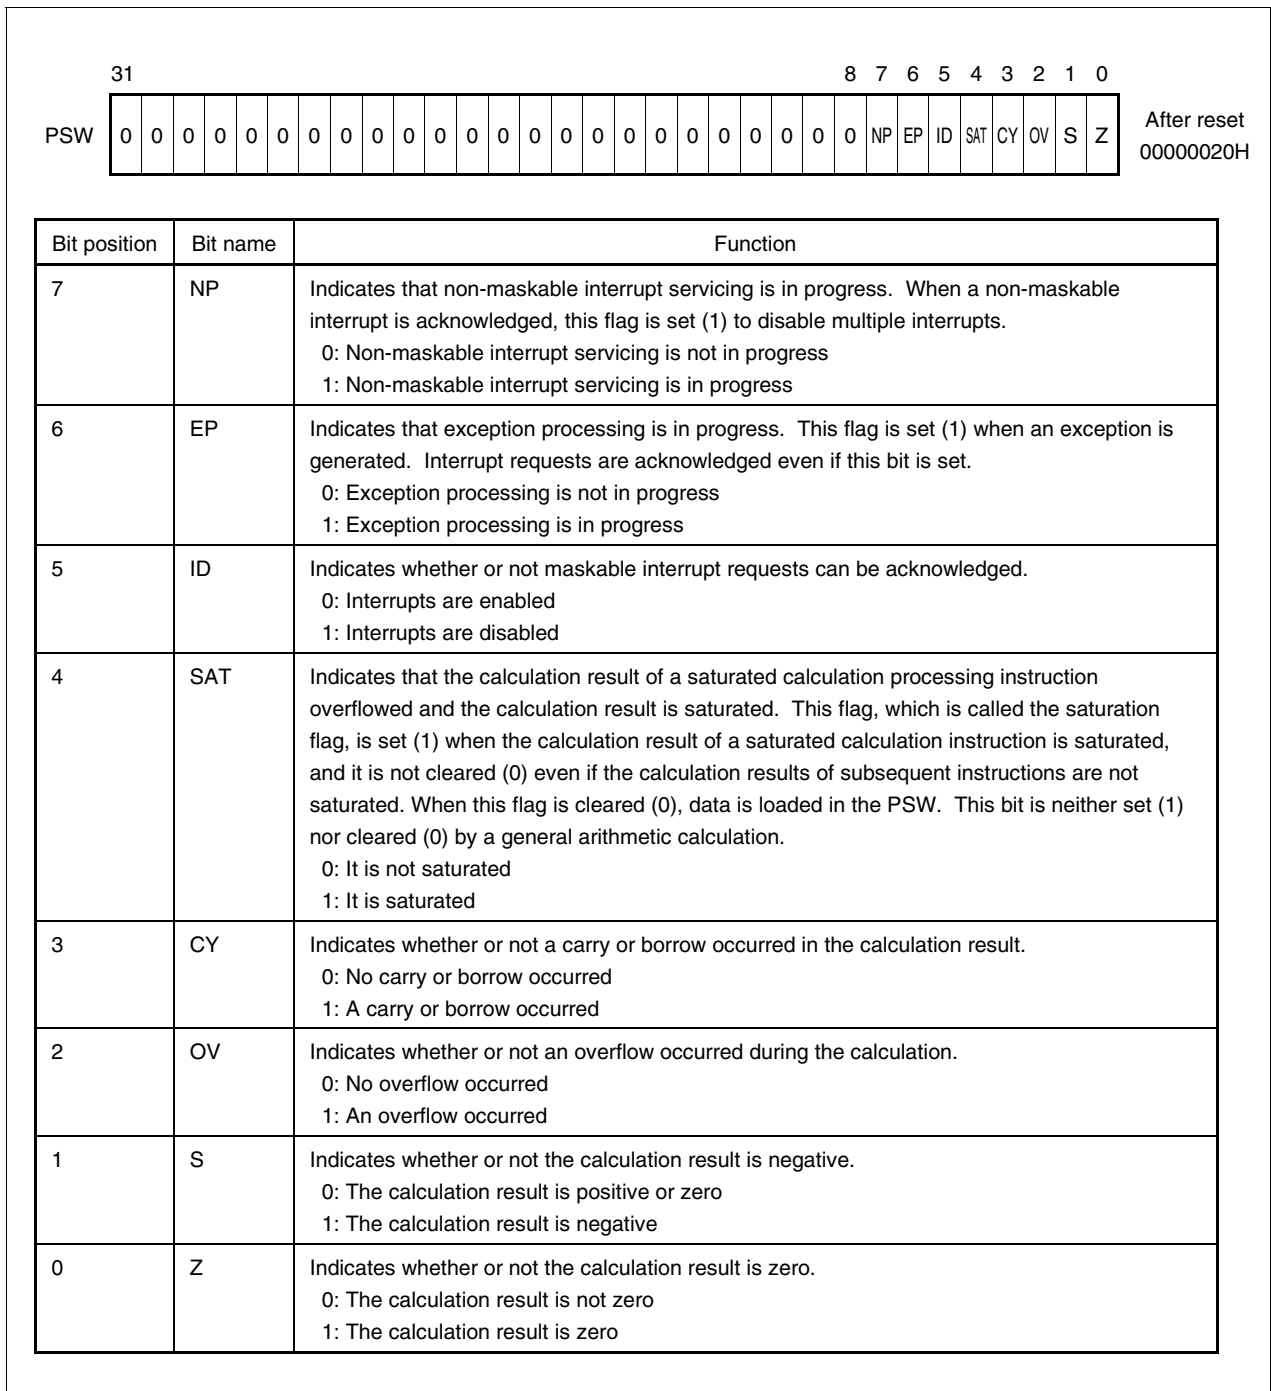 31 8 7 6 5 4 3 2 1 0
PSW 0 0 0 0 0 0 0 0 0 0 0 0 0 0 0 0 0 0 0 0 0 0 0 0 NP EP ID SAT CY OV S Z After reset
00000020H
Bit position Bit name Function
7 NP Indicates that non-maskable interrupt servicing is in progress. When a non-maskable
interrupt is acknowledged, this flag is set (1) to disable multiple interrupts.
0: Non-maskable interrupt servicing is not in progress
1: Non-maskable interrupt servicing is in progress
6 EP Indicates that exception processing is in progress. This flag is set (1) when an exception is
generated. Interrupt requests are acknowledged even if this bit is set.
0: Exception processing is not in progress
1: Exception processing is in progress
5 ID Indicates whether or not maskable interrupt requests can be acknowledged.
0: Interrupts are enabled
1: Interrupts are disabled
4 SAT Indicates that the calculation result of a saturated calculation processing instruction
overflowed and the calculation result is saturated. This flag, which is called the saturation
flag, is set (1) when the calculation result of a saturated calculation instruction is saturated,
and it is not cleared (0) even if the calculation results of subsequent instructions are not
saturated. When this flag is cleared (0), data is loaded in the PSW. This bit is neither set (1)
nor cleared (0) by a general arithmetic calculation.
0: It is not saturated
1: It is saturated
3 CY Indicates whether or not a carry or borrow occurred in the calculation result.
0: No carry or borrow occurred
1: A carry or borrow occurred
2 OV Indicates whether or not an overflow occurred during the calculation.
0: No overflow occurred
1: An overflow occurred
1 S Indicates whether or not the calculation result is negative.
0: The calculation result is positive or zero
1: The calculation result is negative
0 Z Indicates whether or not the calculation result is zero.
0: The calculation result is not zero
1: The calculation result is zero